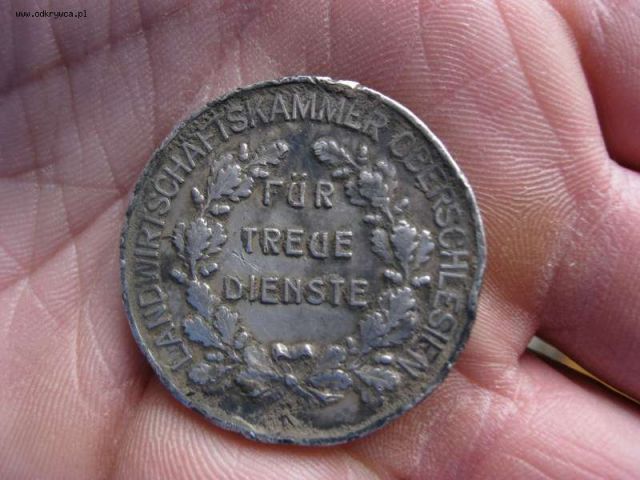 www.odkrywca.pl
LANDWIRTSCHAFTSKAMMER OBERSCHLESIEN
FÜR
TREUE
DIENSTE